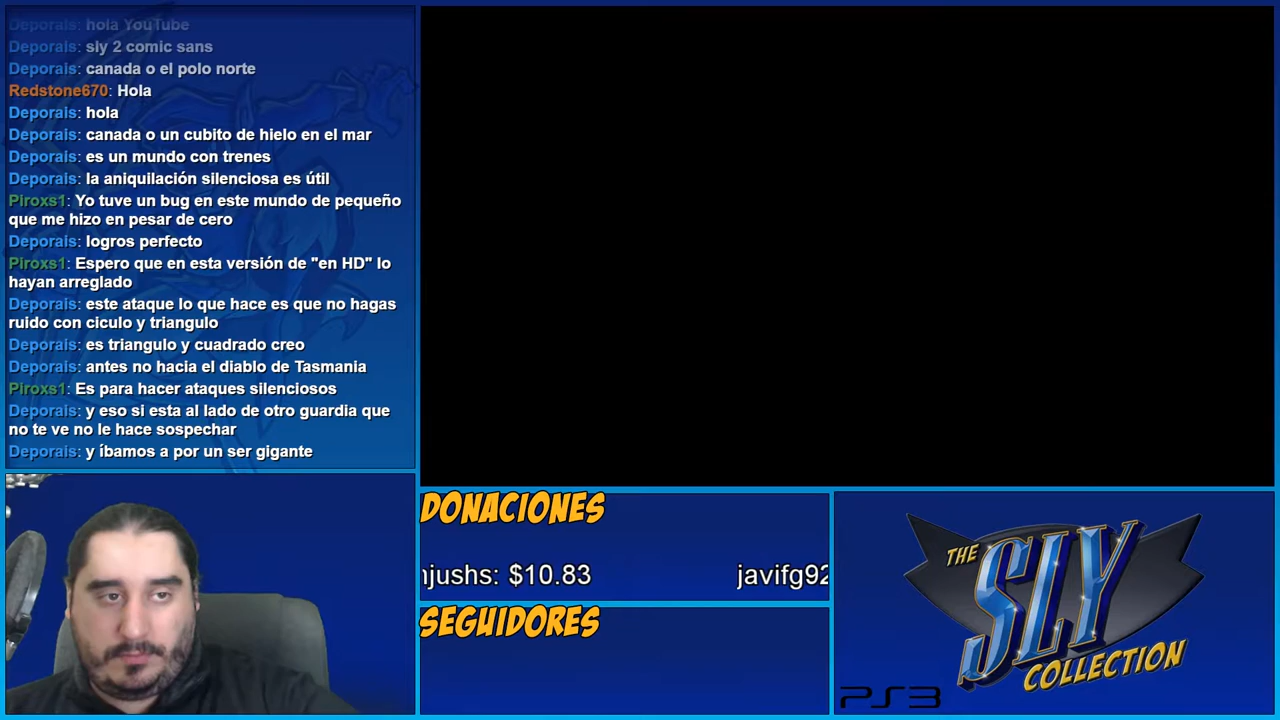 Deporais: hola YouTube
Deporais: sly 2 comic sans
Deporais: canada o el polo norte
Redstone670: Hola
Deporais: hola
Deporais: canada o un cubito de hielo en el mar
Deporais: es un mundo con trenes
Deporais: la aniquilación silenciosa es útil
Piroxs1: Yo tuve un bug en este mundo de pequeño
que me hizo en pesar de cero
Deporais: logros perfecto
Piroxs1: Espero que en esta versión de "en HD" lo
hayan arreglado
Deporais: este ataque lo que hace es que no hagas
ruido con ciculo y triangulo
Deporais: es triangulo y cuadrado creo
Deporais: antes no hacia el diablo de Tasmania
Piroxs1: Es para hacer ataques silenciosos
Deporais: y eso si esta al lado de otro guardia que
no te ve no le hace sospechar
Deporais: y íbamos a por un ser gigante
DONACIONES
njushs: $10.83 javifg92
SEGUIDORES
THE
SLY
COLLECTION
PS3